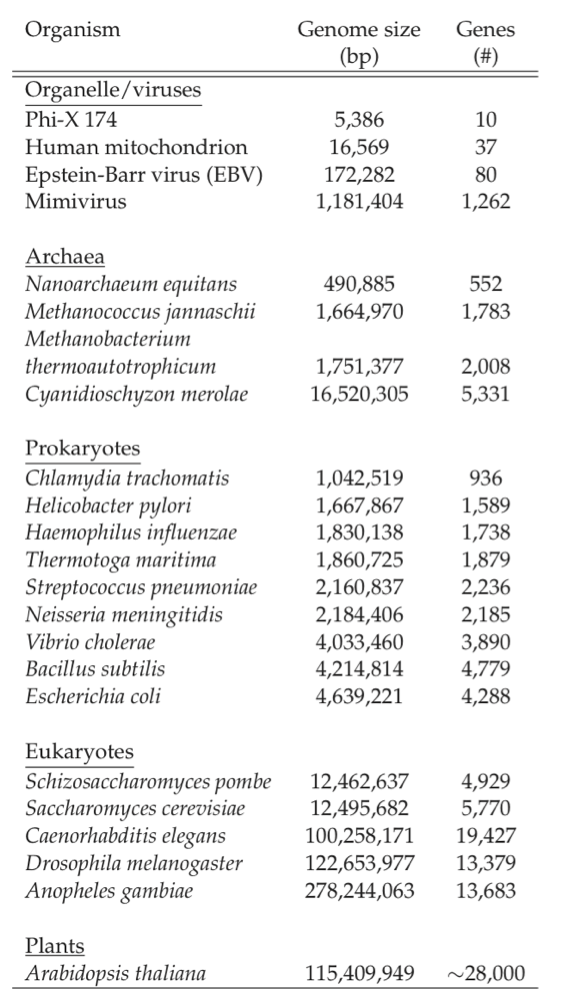 Organism Genome size Genes
(bp) (#)
Organelle/viruses
Phi-X 174 5,386 10
Human mitochondrion 16,569 37
Epstein-Barr virus (EBV) 172,282 80
Mimivirus 1,181,404 1,262
Archaea
Nanoarchaeum equitans 490,885 552
Methanococcus jannaschii 1,664,970 1,783
Methanobacterium
thermoautotrophicum 1,751,377 2,008
Cyanidioschyzon merolae 16,520,305 5,331
Prokaryotes
Chlamydia trachomatis 1,042,519 936
Helicobacter pylori 1,667,867 1,589
Haemophilus influenzae 1,830,138 1,738
Thermotoga maritima 1,860,725 1,879
Streptococcus pneumoniae 2,160,837 2,236
Neisseria meningitidis 2,184,406 2,185
Vibrio cholerae 4,033,460 3,890
Bacillus subtilis 4,214,814 4,779
Escherichia coli 4,639,221 4,288
Eukaryotes
Schizosaccharomyces pombe 12,462,637 4,929
Saccharomyces cerevisiae 12,495,682 5,770
Caenorhabditis elegans 100,258,171 19,427
Drosophila melanogaster 122,653,977 13,379
Anopheles gambiae 278,244,063 13,683
Plants
Arabidopsis thaliana 115,409,949 ~28,000